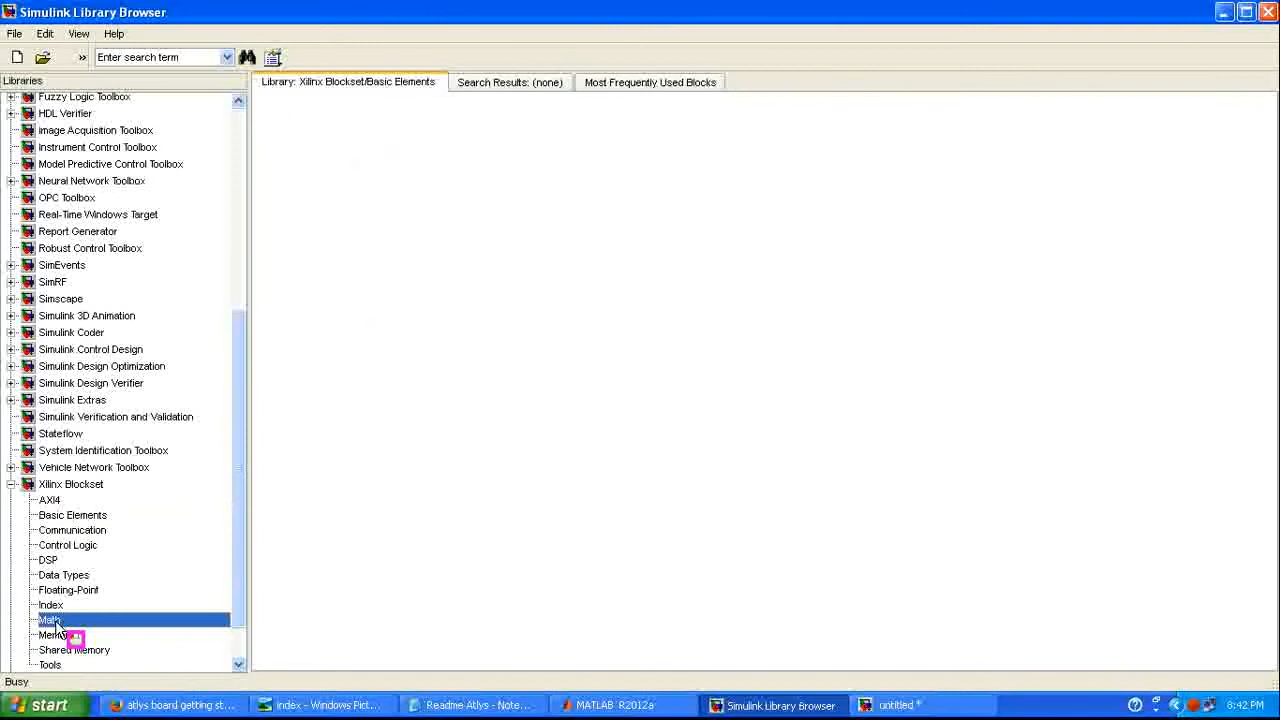 Simulink Library Browser
File Edit View Help
» Enter search term
Libraries
Library: Xilinx Blockset/Basic Elements Search Results: (none) Most Frequently Used Blocks
Fuzzy Logic Toolbox
HDL Verifier
Image Acquisition Toolbox
Instrument Control Toolbox
Model Predictive Control Toolbox
Neural Network Toolbox
OPC Toolbox
Real-Time Windows Target
Report Generator
Robust Control Toolbox
SimEvents
SimRF
Simscape
Simulink 3D Animation
Simulink Coder
Simulink Control Design
Simulink Design Optimization
Simulink Design Verifier
Simulink Extras
Simulink Verification and Validation
Stateflow
System Identification Toolbox
Vehicle Network Toolbox
Xilinx Blockset
AXI4
Basic Elements
Communication
Control Logic
DSP
Data Types
Floating-Point
Index
Math
Memory
Shared Memory
Tools
Busy
start atlys board getting st... index - Windows Pict... Readme Atlys - Note... MATLAB R2012a Simulink Library Browser untitled * 8:42 PM